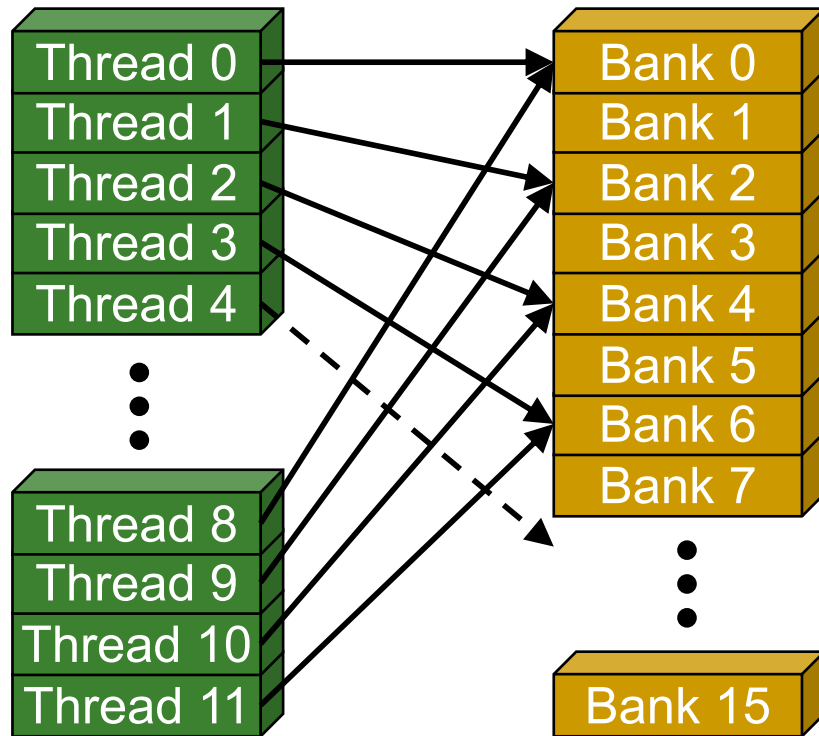 Thread 0
Thread 1
Thread 2
Thread 3
Thread 4
Thread 8
Thread 9
Thread 10
Thread 11
Bank 0
Bank 1
Bank 2
Bank 3
Bank 4
Bank 5
Bank 6
Bank 7
Bank 15